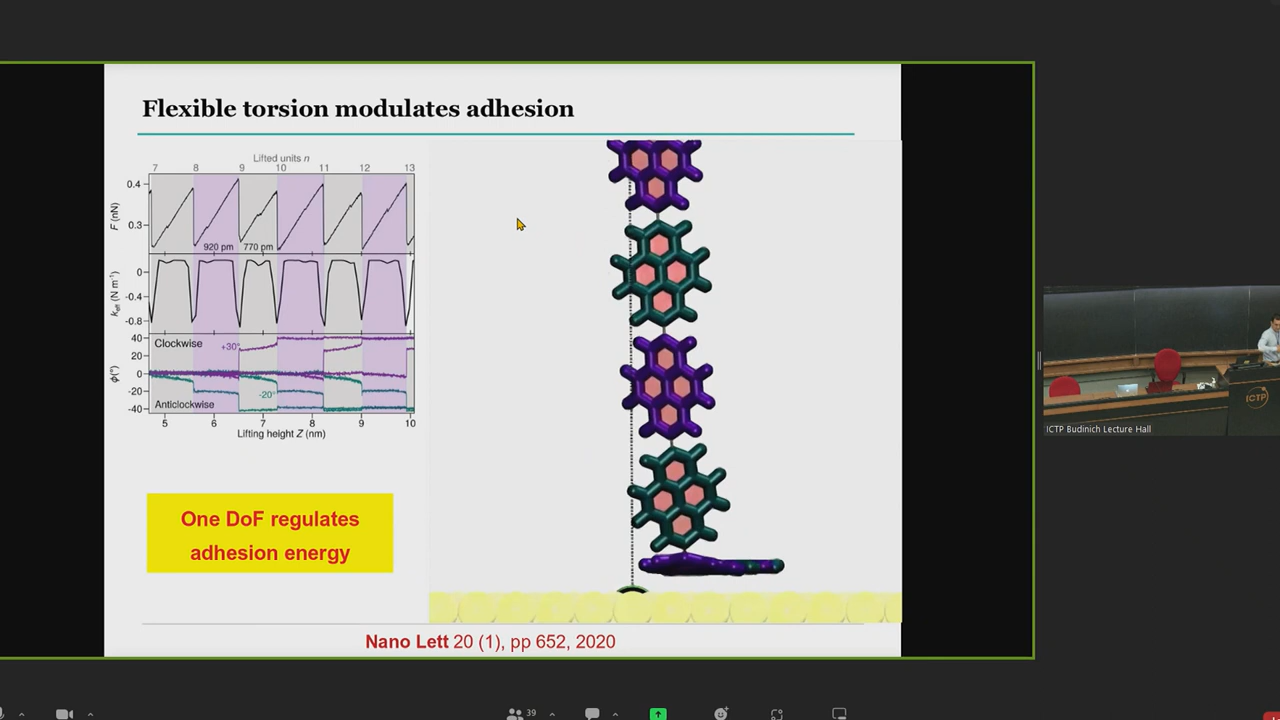 Flexible torsion modulates adhesion
Lifted units n
7 8 9 10 11 12 13
F (nN)
0.4
0.3
920 pm 770 pm
k_eff (N m⁻¹)
0
-0.4
-0.8
ϕ(°)
40
20
0
-20
-40
Clockwise
+30°
-20°
Anticlockwise
5 6 7 8 9 10
Lifting height Z (nm)
One DoF regulates
adhesion energy
Nano Lett 20 (1), pp 652, 2020
ICTP
ICTP Budinich Lecture Hall
39